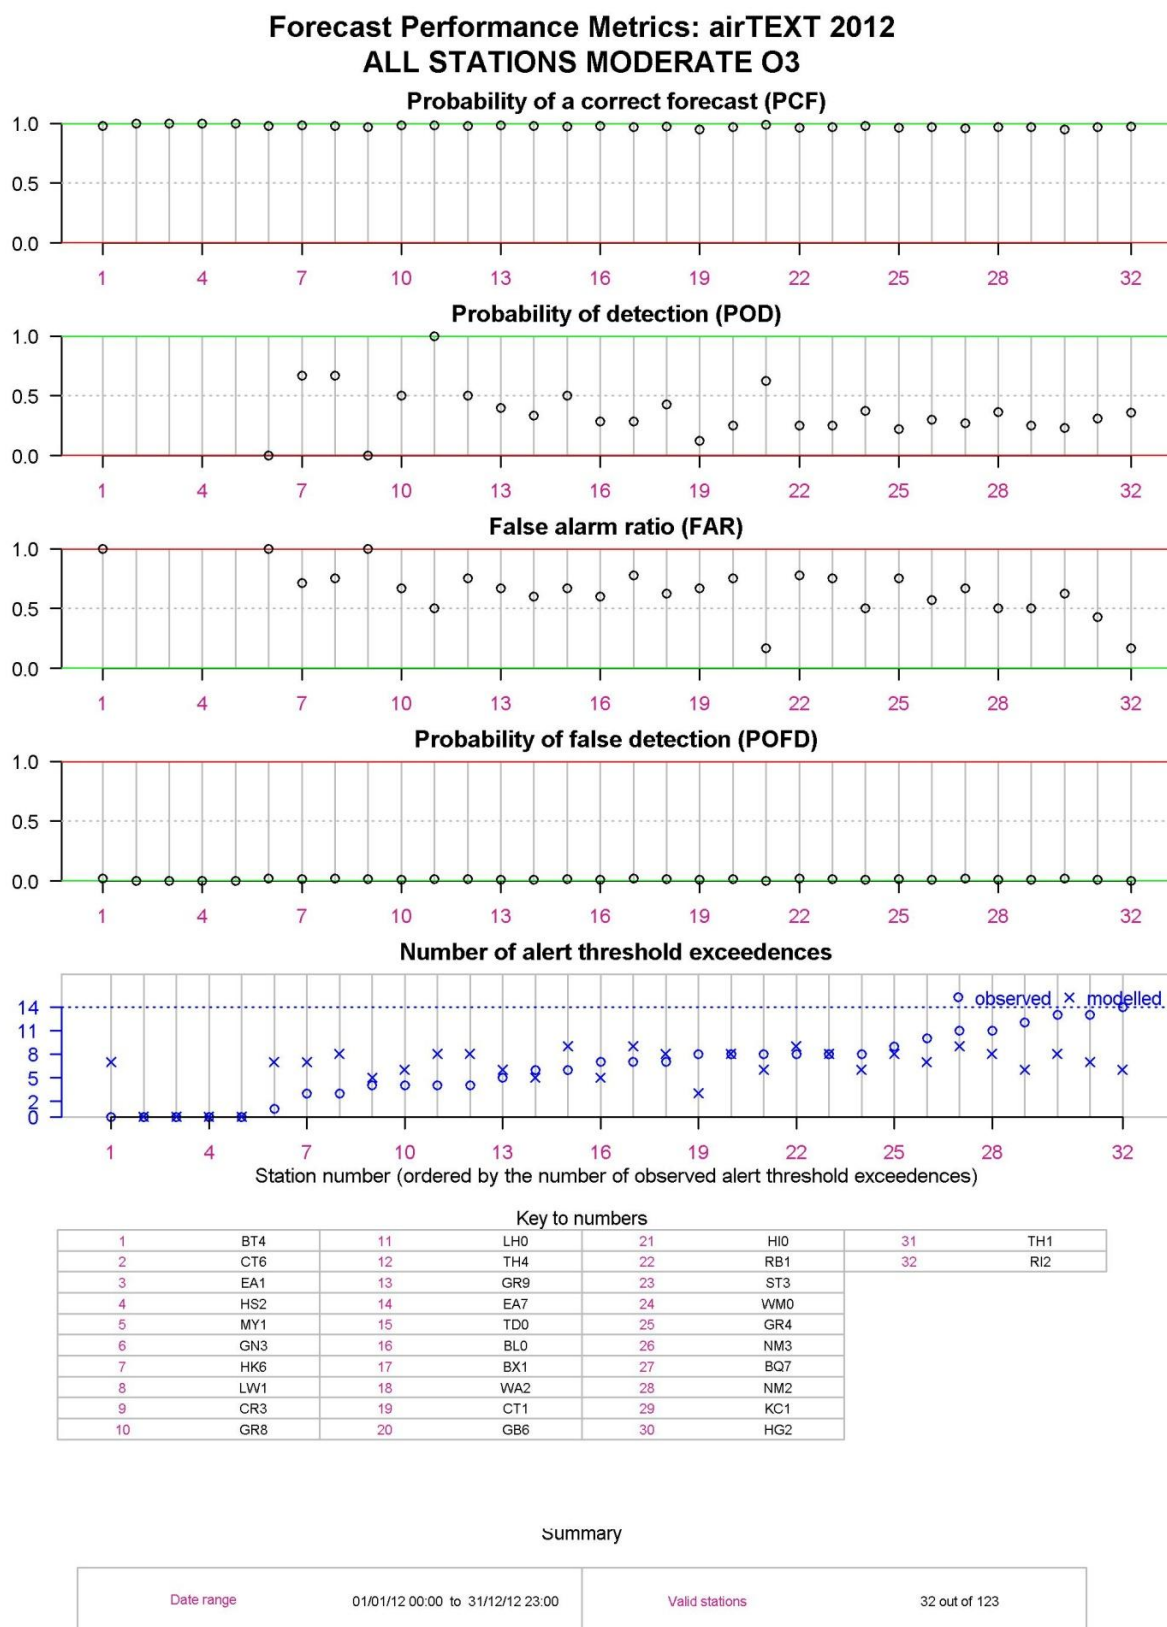 Forecast Performance Metrics: airTEXT 2012
ALL STATIONS MODERATE O3
Probability of a correct forecast (PCF)
1.0
0.5
0.0
1 4 7 10 13 16 19 22 25 28 32
Probability of detection (POD)
1.0
0.5
0.0
1 4 7 10 13 16 19 22 25 28 32
False alarm ratio (FAR)
1.0
0.5
0.0
1 4 7 10 13 16 19 22 25 28 32
Probability of false detection (POFD)
1.0
0.5
0.0
1 4 7 10 13 16 19 22 25 28 32
Number of alert threshold exceedences
observed modelled
14
11
8
5
2
0
1 4 7 10 13 16 19 22 25 28 32
Station number (ordered by the number of observed alert threshold exceedences)
Key to numbers
1 BT4 11 LH0 21 HI0 31 TH1
2 CT6 12 TH4 22 RB1 32 RI2
3 EA1 13 GR9 23 ST3
4 HS2 14 EA7 24 WM0
5 MY1 15 TD0 25 GR4
6 GN3 16 BL0 26 NM3
7 HK6 17 BX1 27 BQ7
8 LW1 18 WA2 28 NM2
9 CR3 19 CT1 29 KC1
10 GR8 20 GB6 30 HG2
Summary
Date range 01/01/12 00:00 to 31/12/12 23:00 Valid stations 32 out of 123